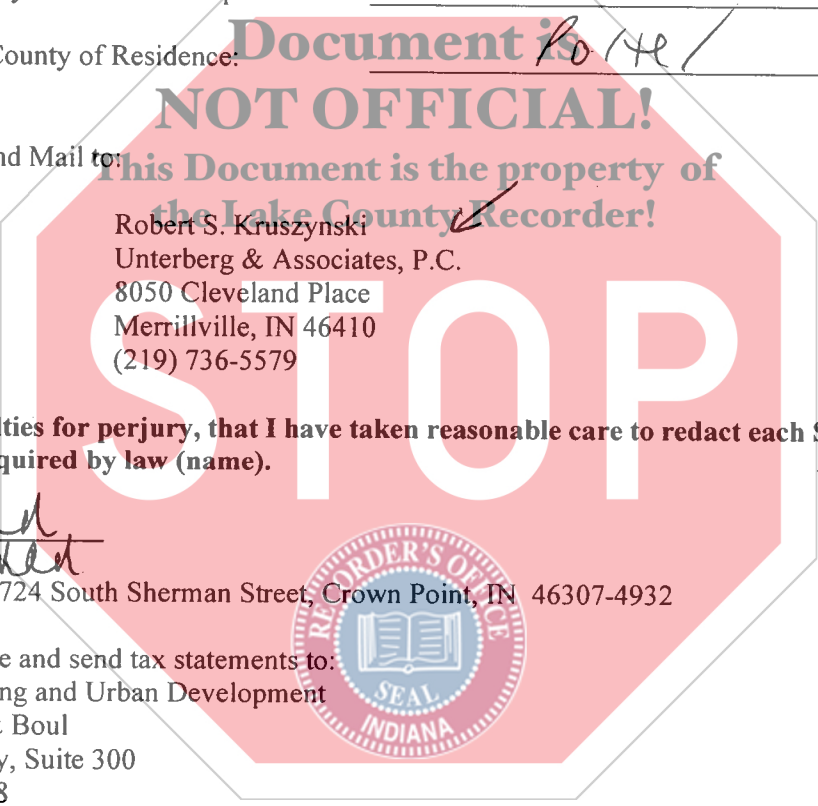 Document is
County of Residence: Porter
NOT OFFICIAL!
nd Mail to:
This Document is the property of
the Lake County Recorder!
Robert S. Kruszynski
Unterberg & Associates, P.C.
8050 Cleveland Place
Merrillville, IN 46410
(219) 736-5579
STOP
lties for perjury, that I have taken reasonable care to redact each S
quired by law (name).
724 South Sherman Street, Crown Point, IN 46307-4932
RECORDER'S OFFICE
SEAL
INDIANA
e and send tax statements to:
ng and Urban Development
Boul
y, Suite 300
8